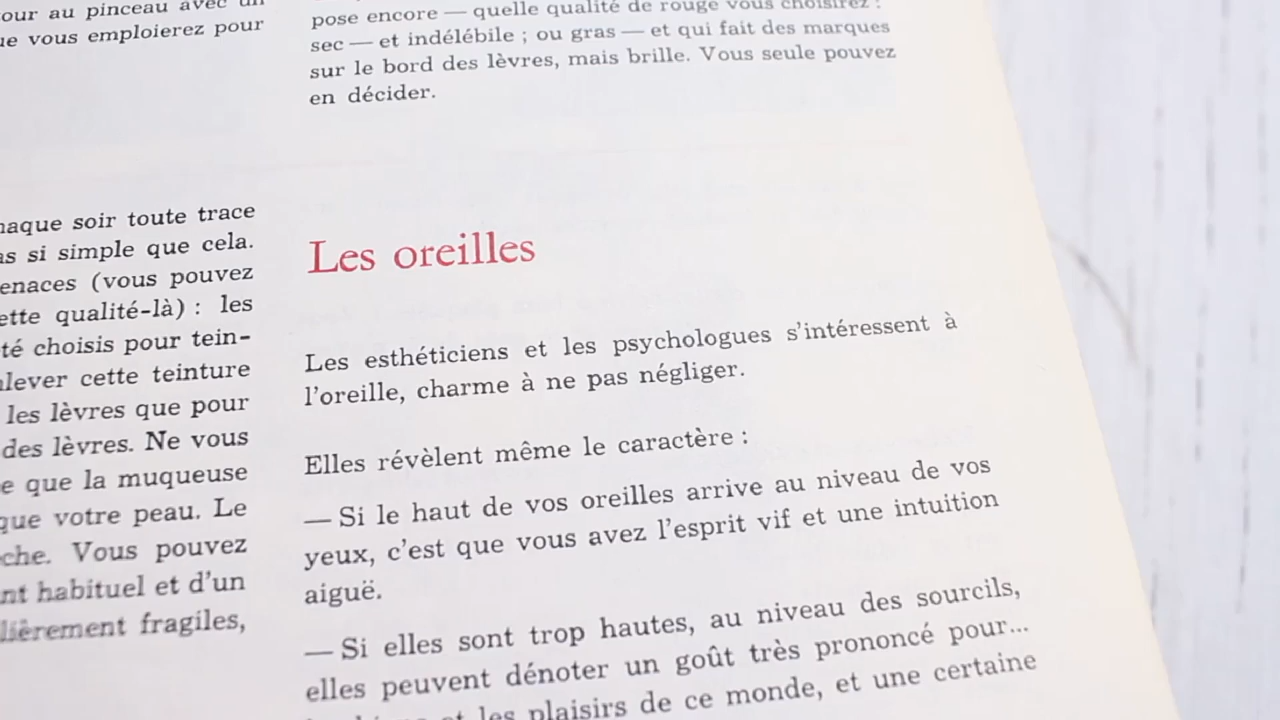 our au pinceau avec un
ue vous emploierez pour
haque soir toute trace
as si simple que cela.
enaces (vous pouvez
ette qualité-là) : les
té choisis pour tein-
lever cette teinture
les lèvres que pour
des lèvres. Ne vous
e que la muqueuse
que votre peau. Le
che. Vous pouvez
nt habituel et d'un
lièrement fragiles,
pose encore — quelle qualité de rouge vous choisirez :
sec — et indélébile ; ou gras — et qui fait des marques
sur le bord des lèvres, mais brille. Vous seule pouvez
en décider.
Les oreilles
Les esthéticiens et les psychologues s'intéressent à
l'oreille, charme à ne pas négliger.
Elles révèlent même le caractère :
— Si le haut de vos oreilles arrive au niveau de vos
yeux, c'est que vous avez l'esprit vif et une intuition
aiguë.
— Si elles sont trop hautes, au niveau des sourcils,
elles peuvent dénoter un goût très prononcé pour...
et les plaisirs de ce monde, et une certaine